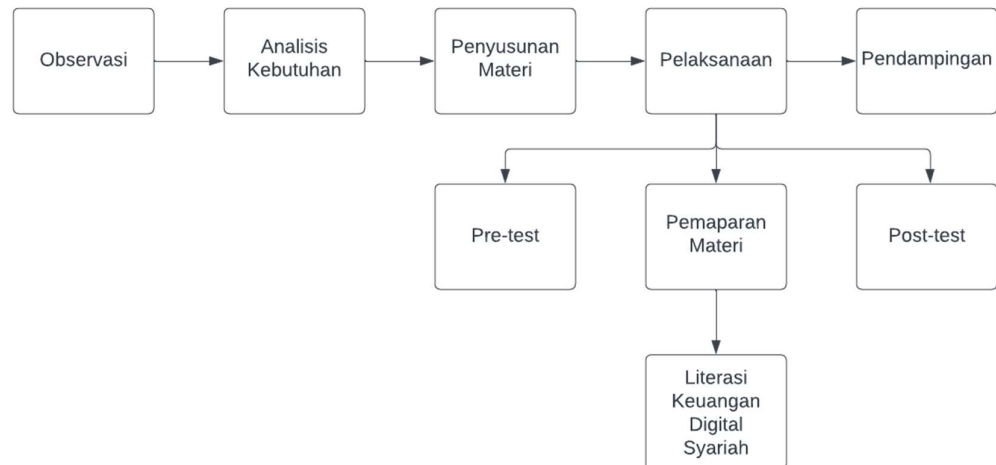 Observasi
Analisis
Kebutuhan
Penyusunan
Materi
Pelaksanaan
Pendampingan
Pre-test
Pemaparan
Materi
Post-test
Literasi
Keuangan
Digital
Syariah